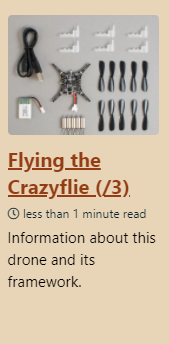 Flying the
Crazyflie (/3)
less than 1 minute read
Information about this
drone and its
framework.